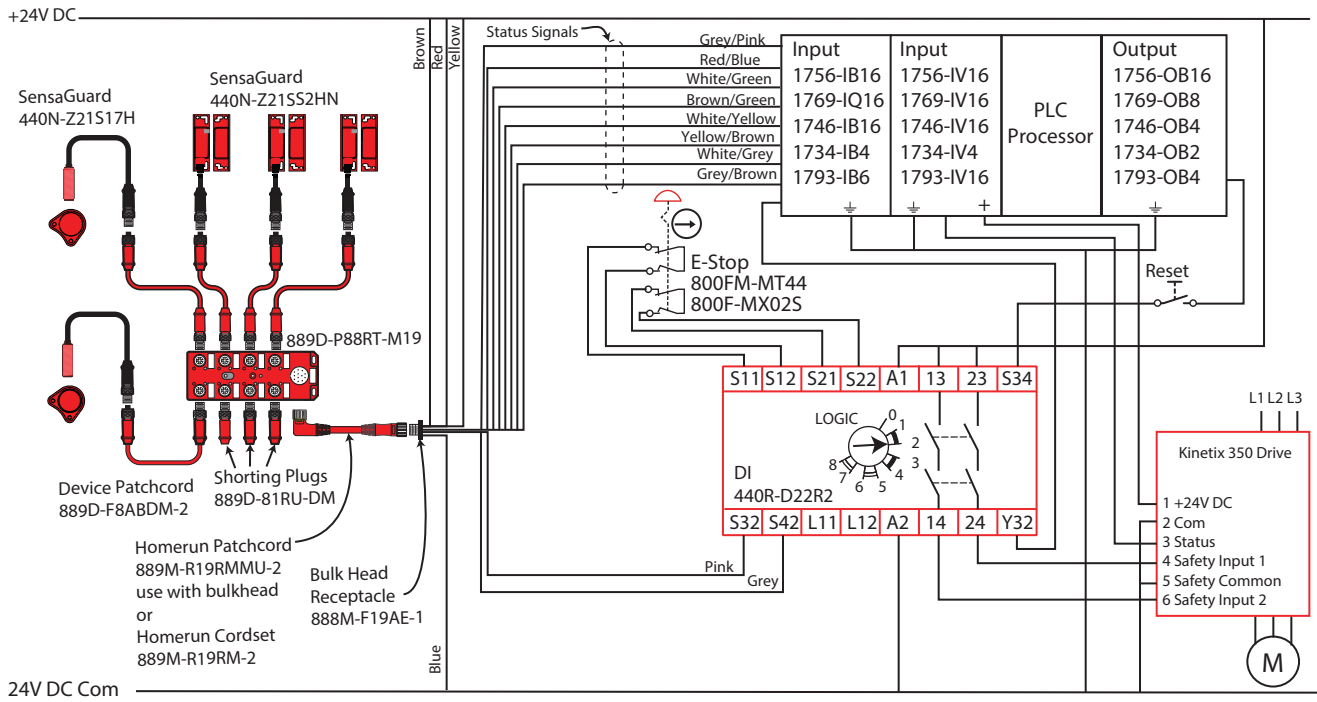 +24V DC
Brown
Red
Yellow
Status Signals
Grey/Pink
Red/Blue
White/Green
Brown/Green
White/Yellow
Yellow/Brown
White/Grey
Grey/Brown
Input
1756-IB16
1769-IQ16
1746-IB16
1734-IB4
1793-IB6
Input
1756-IV16
1769-IV16
1746-IV16
1734-IV4
1793-IV16
+
PLC
Processor
Output
1756-OB16
1769-OB8
1746-OB4
1734-OB2
1793-OB4
SensaGuard
440N-Z21S17H
SensaGuard
440N-Z21SS2HN
E-Stop
800FM-MT44
800F-MX02S
Reset
889D-P88RT-M19
S11 S12 S21 S22 A1 13 23 S34
LOGIC
0
1
2
3
4
5
6
7
8
DI
440R-D22R2
S32 S42 L11 L12 A2 14 24 Y32
L1 L2 L3
Kinetix 350 Drive
1 +24V DC
2 Com
3 Status
4 Safety Input 1
5 Safety Common
6 Safety Input 2
M
Device Patchcord
889D-F8ABDM-2
Shorting Plugs
889D-81RU-DM
Homerun Patchcord
889M-R19RMMU-2
use with bulkhead
or
Homerun Cordset
889M-R19RM-2
Bulk Head
Receptacle
888M-F19AE-1
Pink
Grey
Blue
24V DC Com